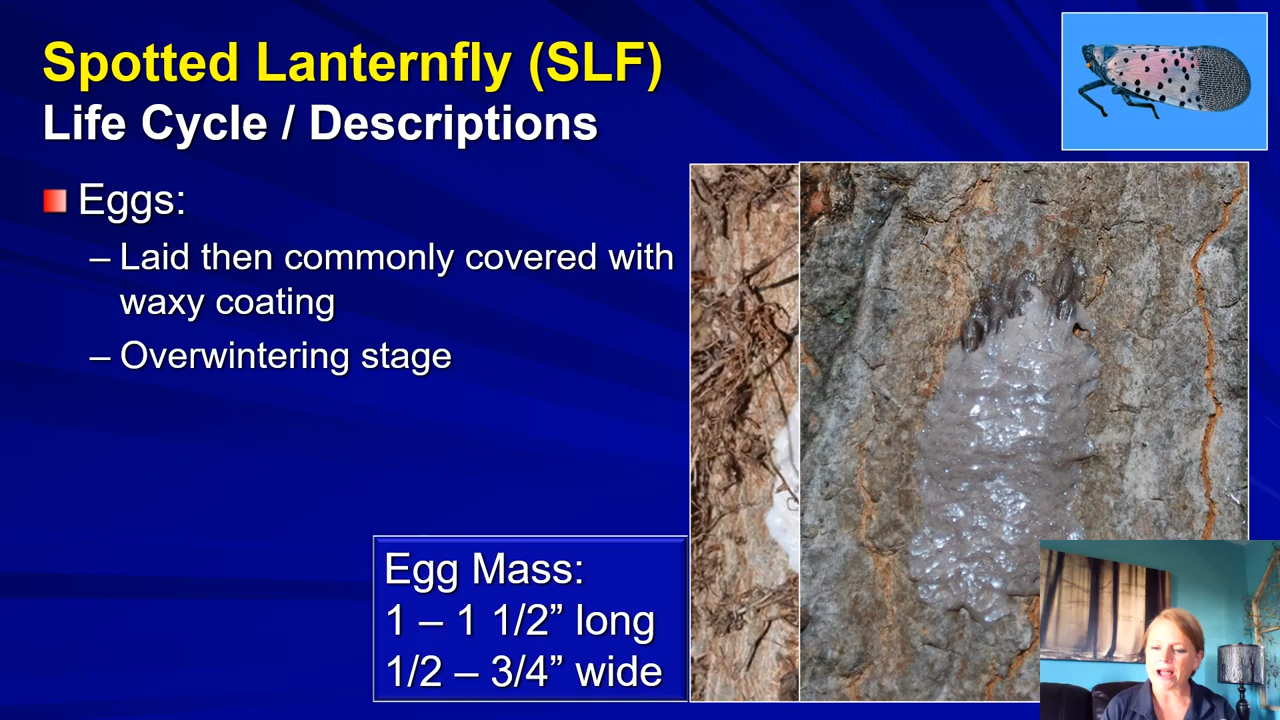 Spotted Lanternfly (SLF)
Life Cycle / Descriptions
Eggs:
– Laid then commonly covered with
waxy coating
– Overwintering stage
Egg Mass:
1 – 1 1/2” long
1/2 – 3/4” wide